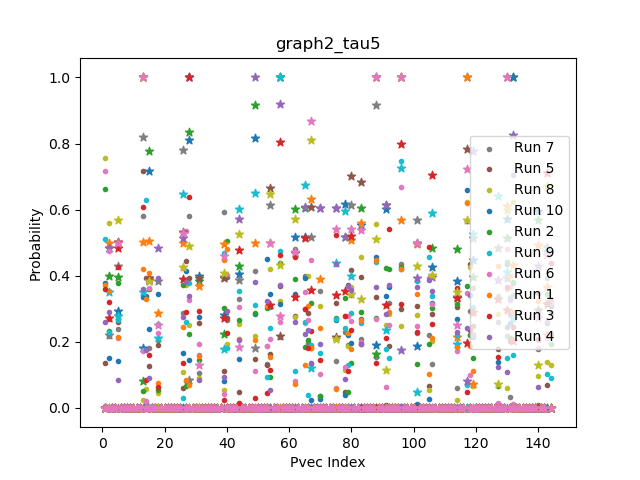 graph2_tau5
Probability
1.0
0.8
0.6
0.4
0.2
0.0
0 20 40 60 80 100 120 140
Pvec Index
Run 7
Run 5
Run 8
Run 10
Run 2
Run 9
Run 6
Run 1
Run 3
Run 4